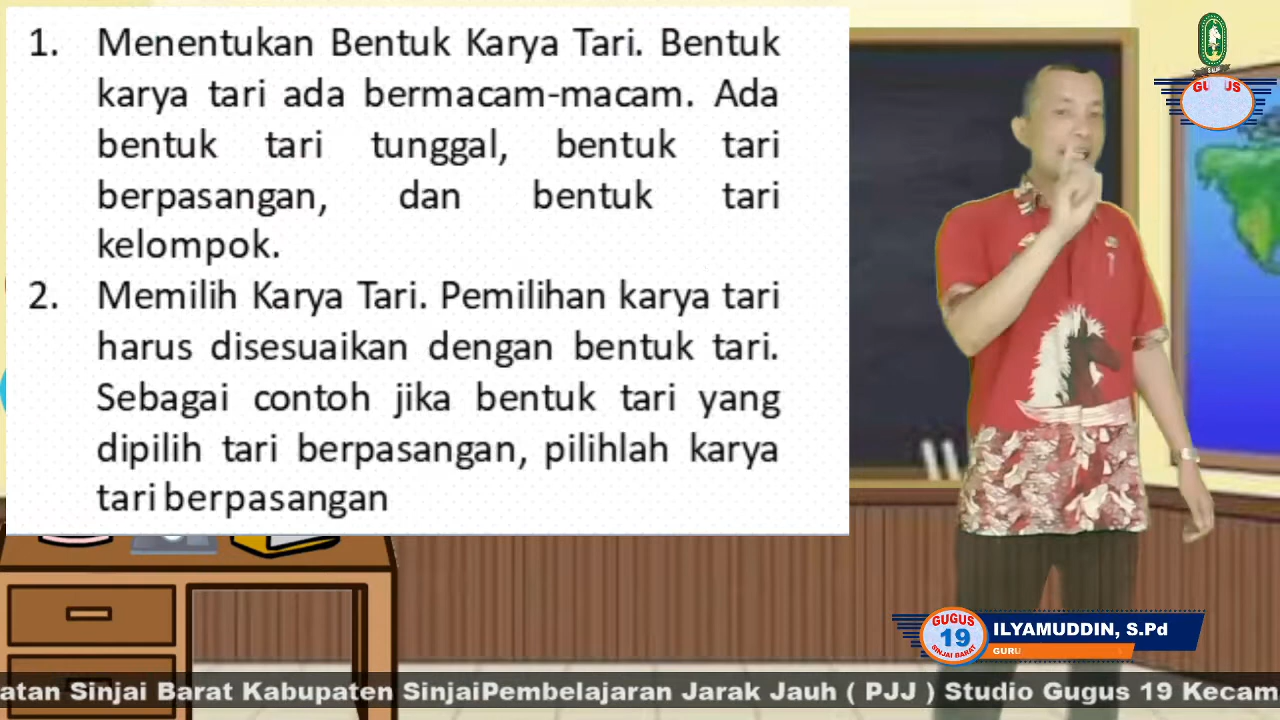 1. Menentukan Bentuk Karya Tari. Bentuk
karya tari ada bermacam-macam. Ada
bentuk tari tunggal, bentuk tari
berpasangan, dan bentuk tari
kelompok.
2. Memilih Karya Tari. Pemilihan karya tari
harus disesuaikan dengan bentuk tari.
Sebagai contoh jika bentuk tari yang
dipilih tari berpasangan, pilihlah karya
tari berpasangan
GUGUS
19
SINJAI BARAT
ILYAMUDDIN, S.Pd
GURU
atan Sinjai Barat Kabupaten SinjaiPembelajaran Jarak Jauh ( PJJ ) Studio Gugus 19 Kecam